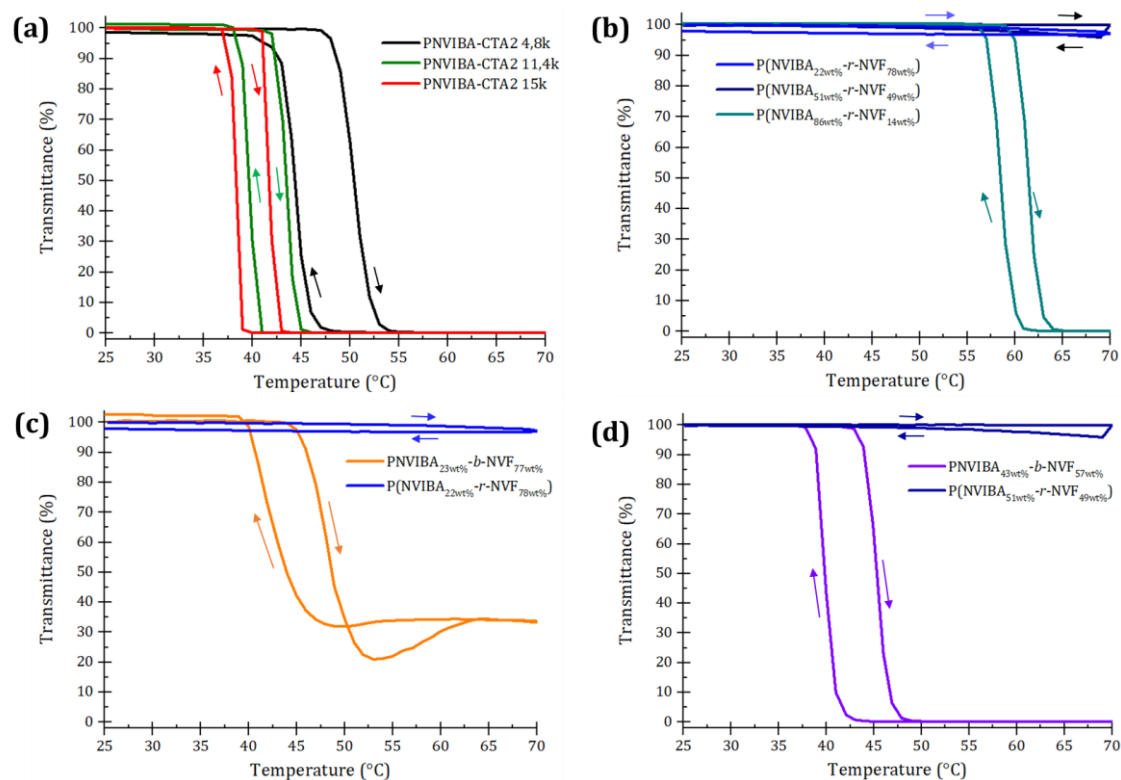 (a)
Transmittance (%)
100
90
80
70
60
50
40
30
20
10
0
PNVIBA-CTA2 4,8k
PNVIBA-CTA2 11,4k
PNVIBA-CTA2 15k
25 30 35 40 45 50 55 60 65 70
Temperature (°C)
(b)
Transmittance (%)
100
90
80
70
60
50
40
30
20
10
0
P(NVIBA22wt%-r-NVF78wt%)
P(NVIBA51wt%-r-NVF49wt%)
P(NVIBA86wt%-r-NVF14wt%)
25 30 35 40 45 50 55 60 65 70
Temperature (°C)
(c)
Transmittance (%)
100
90
80
70
60
50
40
30
20
10
0
PNVIBA23wt%-b-NVF77wt%
P(NVIBA22wt%-r-NVF78wt%)
25 30 35 40 45 50 55 60 65 70
Temperature (°C)
(d)
Transmittance (%)
100
90
80
70
60
50
40
30
20
10
0
PNVIBA43wt%-b-NVF57wt%
P(NVIBA51wt%-r-NVF49wt%)
25 30 35 40 45 50 55 60 65 70
Temperature (°C)